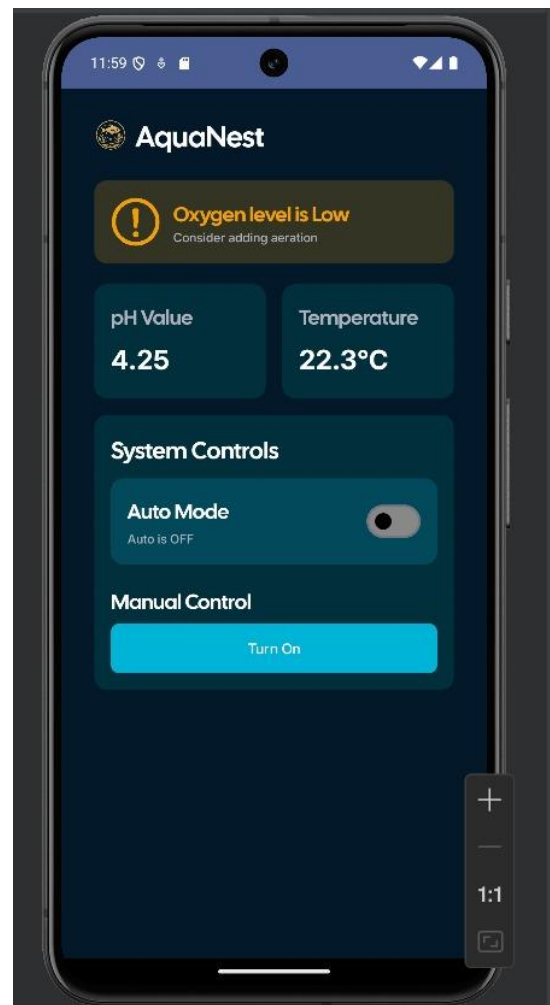 11:59
AquaNest
Oxygen level is Low
Consider adding aeration
pH Value
4.25
Temperature
22.3°C
System Controls
Auto Mode
Auto is OFF
Manual Control
Turn On
1:1